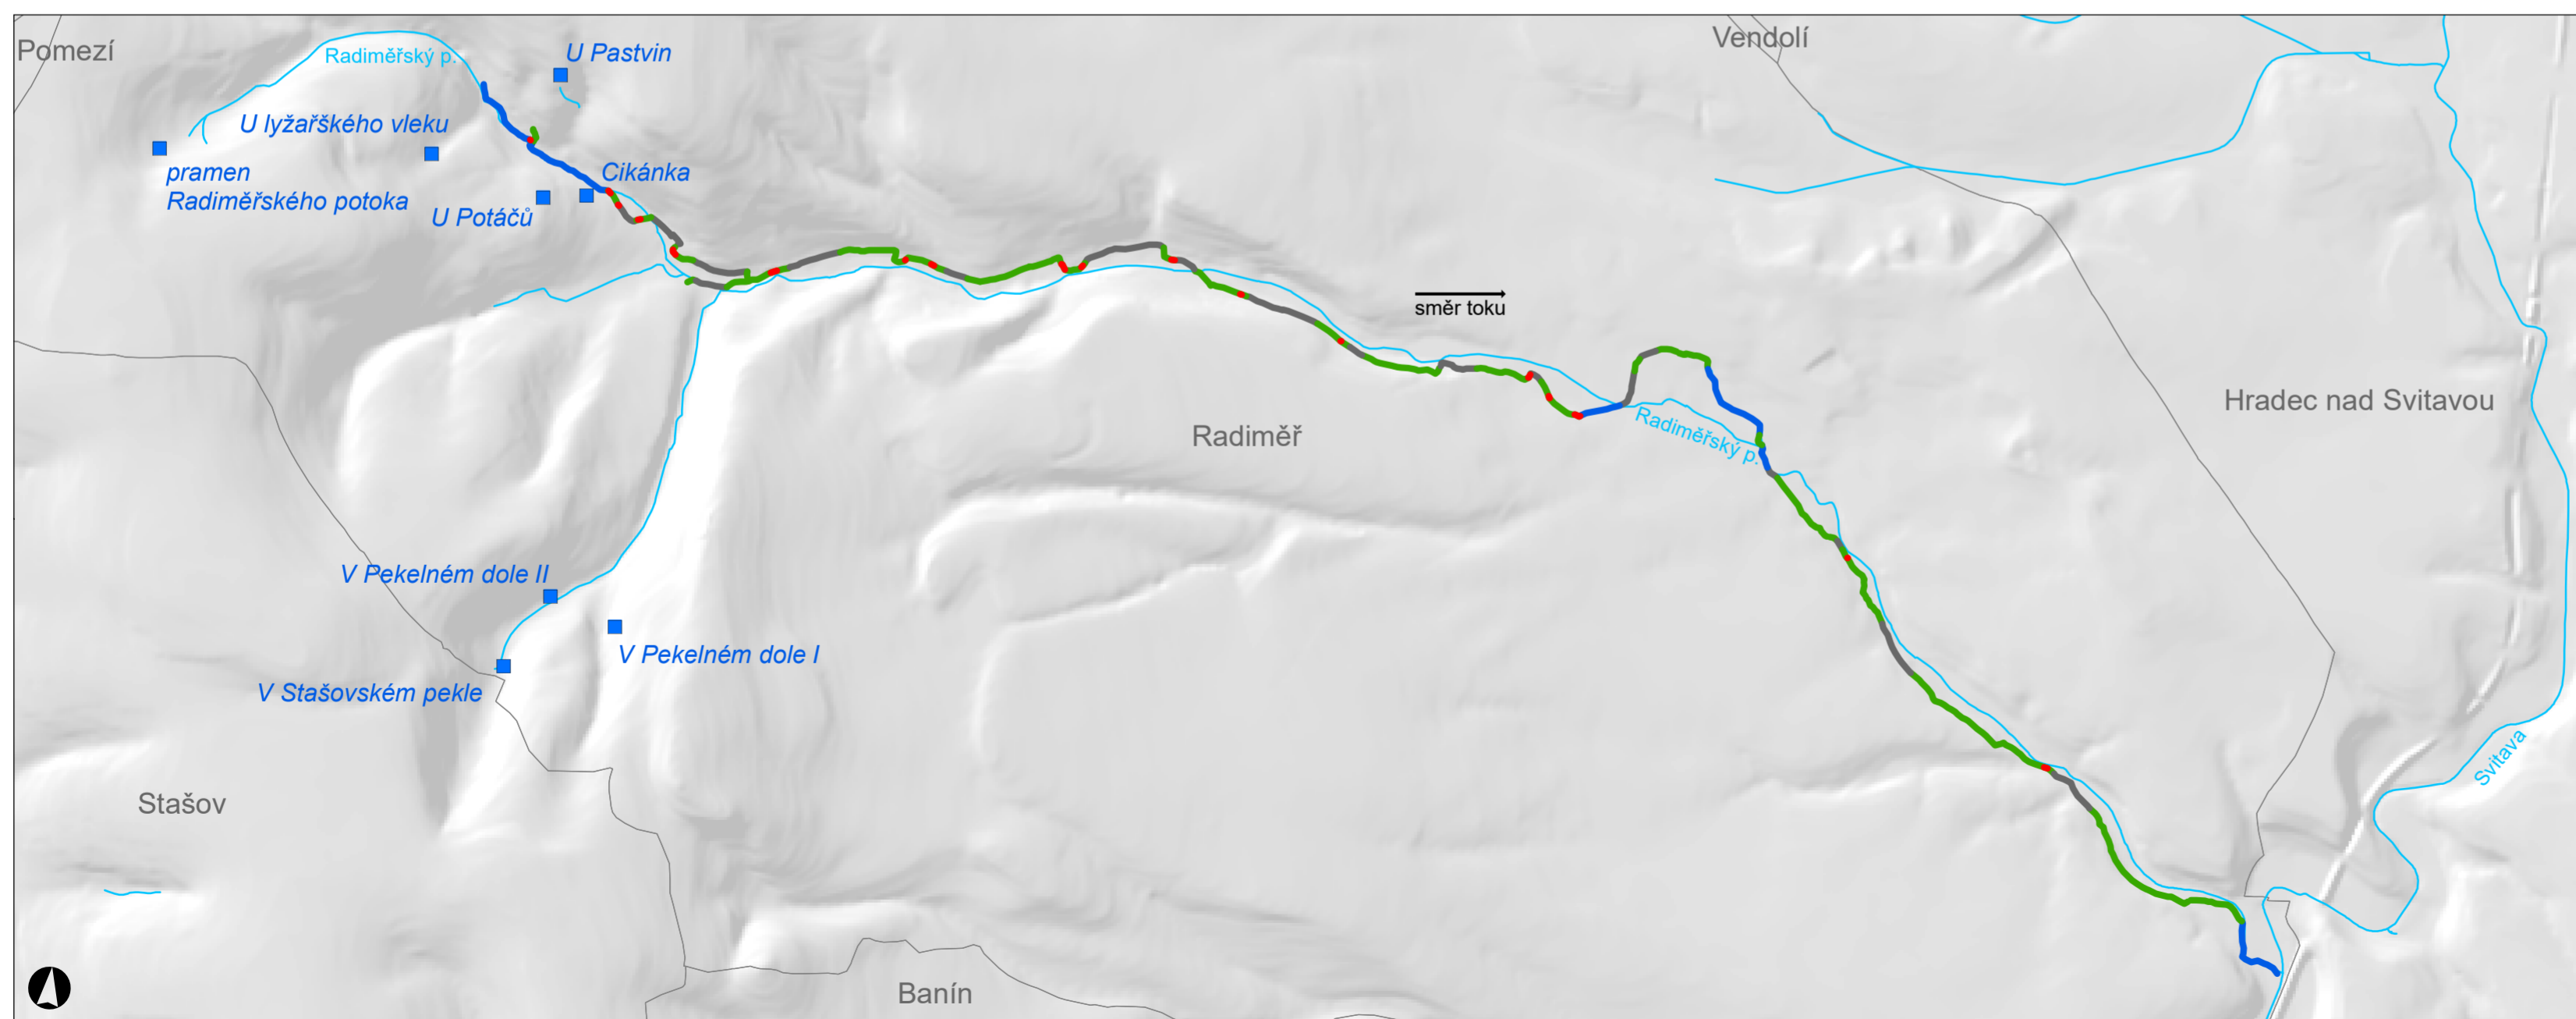 Pomezí
Radiměřský p.
U Pastvin
Vendolí
U lyžařškého vleku
pramen
Radiměřského potoka
Cikánka
U Potáčů
směr toku
Hradec nad Svitavou
Radiměř
Radiměřský p.
V Pekelném dole II
V Pekelném dole I
V Stašovském pekle
Svitava
Stašov
Banín